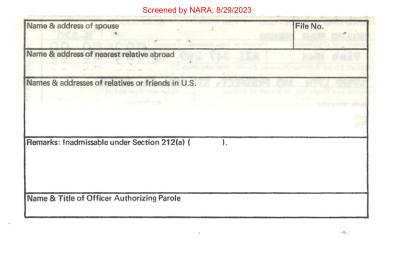 Screened by NARA, 8/29/2023
Name & address of spouse
File No.
Name & address of nearest relative abroad
Names & addresses of relatives or friends in U.S.
Remarks: Inadmissable under Section 212(a) (         ).
Name & Title of Officer Authorizing Parole